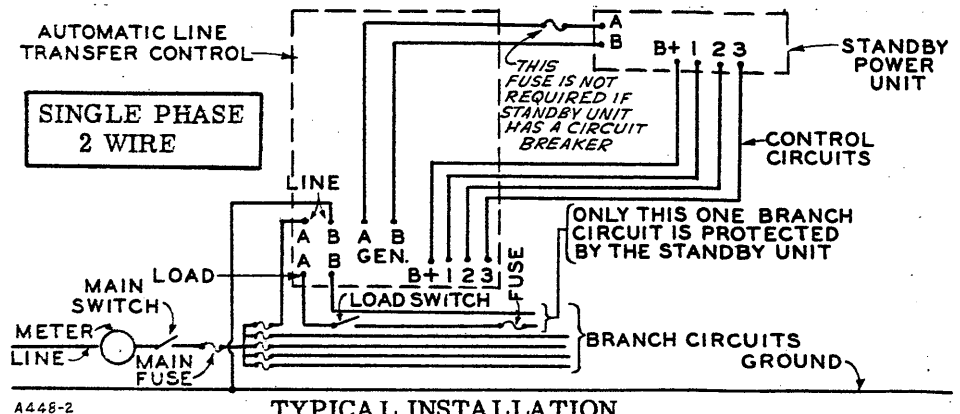 AUTOMATIC LINE
TRANSFER CONTROL
SINGLE PHASE
2 WIRE
A
B
B+ 1 2 3
STANDBY
POWER
UNIT
THIS
FUSE IS NOT
REQUIRED IF
STANDBY UNIT
HAS A CIRCUIT
BREAKER
CONTROL
CIRCUITS
LINE
A B A B
GEN.
A B
B+ 1 2 3
ONLY THIS ONE BRANCH
CIRCUIT IS PROTECTED
BY THE STANDBY UNIT
LOAD
LOAD SWITCH
FUSE
MAIN
SWITCH
METER
LINE
MAIN
FUSE
BRANCH CIRCUITS
GROUND
A448-2
TYPICAL INSTALLATION